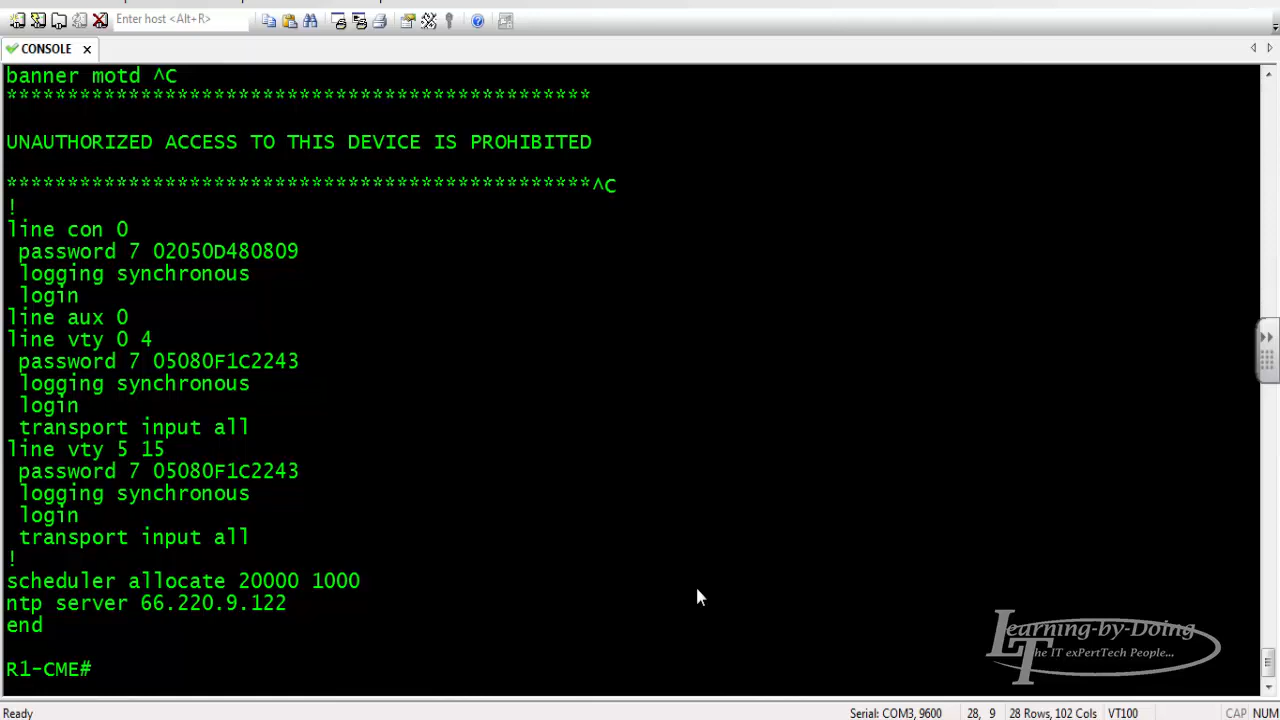 Enter host <Alt+R>
CONSOLE
banner motd ^C
************************************************
UNAUTHORIZED ACCESS TO THIS DEVICE IS PROHIBITED
************************************************^C
!
line con 0
password 7 02050D480809
logging synchronous
login
line aux 0
line vty 0 4
password 7 05080F1C2243
logging synchronous
login
transport input all
line vty 5 15
password 7 05080F1C2243
logging synchronous
login
transport input all
!
scheduler allocate 20000 1000
ntp server 66.220.9.122
end
R1-CME#
Learning-by-Doing
The IT exPertTech People...
Ready
Serial: COM3, 9600
28, 9
28 Rows, 102 Cols
VT100
CAP NUM